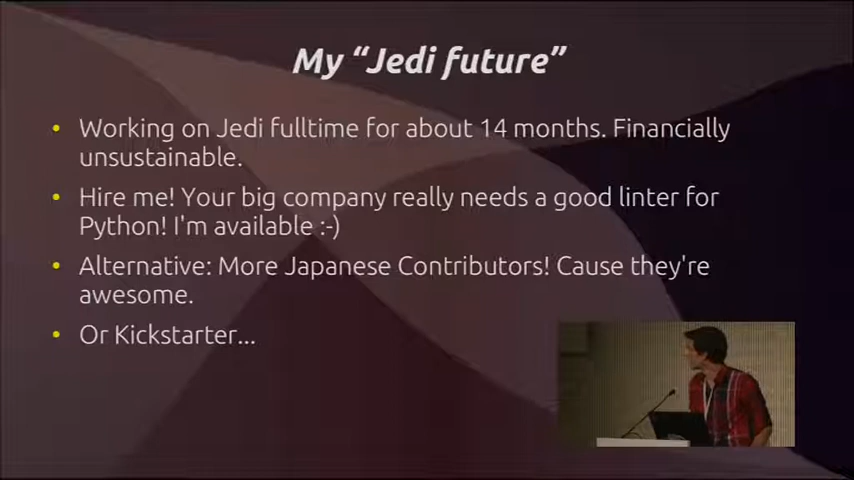 My “Jedi future”
Working on Jedi fulltime for about 14 months. Financially
unsustainable.
Hire me! Your big company really needs a good linter for
Python! I'm available :-)
Alternative: More Japanese Contributors! Cause they're
awesome.
Or Kickstarter...